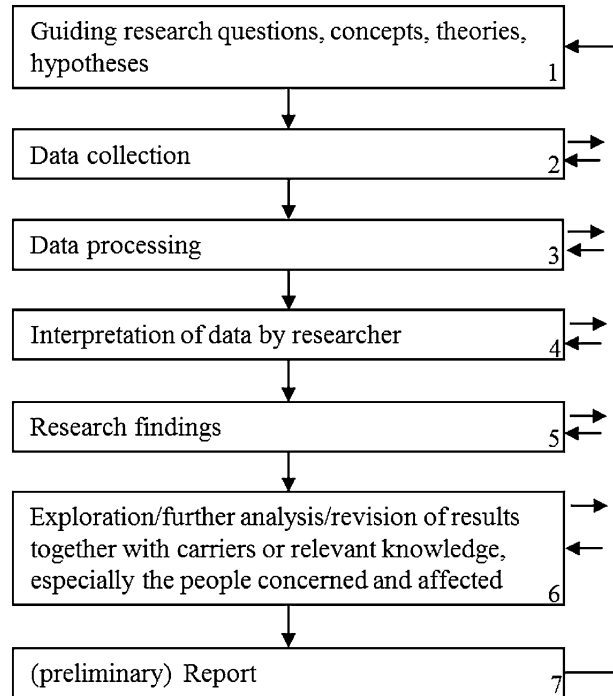 Guiding research questions, concepts, theories,
hypotheses
1
Data collection
2
Data processing
3
Interpretation of data by researcher
4
Research findings
5
Exploration/further analysis/revision of results
together with carriers or relevant knowledge,
especially the people concerned and affected
6
(preliminary) Report
7